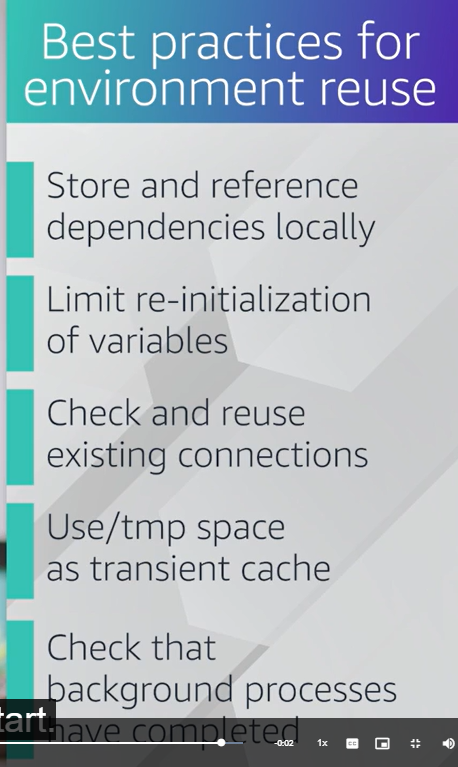 Best practices for
environment reuse
Store and reference
dependencies locally
Limit re-initialization
of variables
Check and reuse
existing connections
Use/tmp space
as transient cache
Check that
background processes
tart.
have completed
-0:02
1x
CC